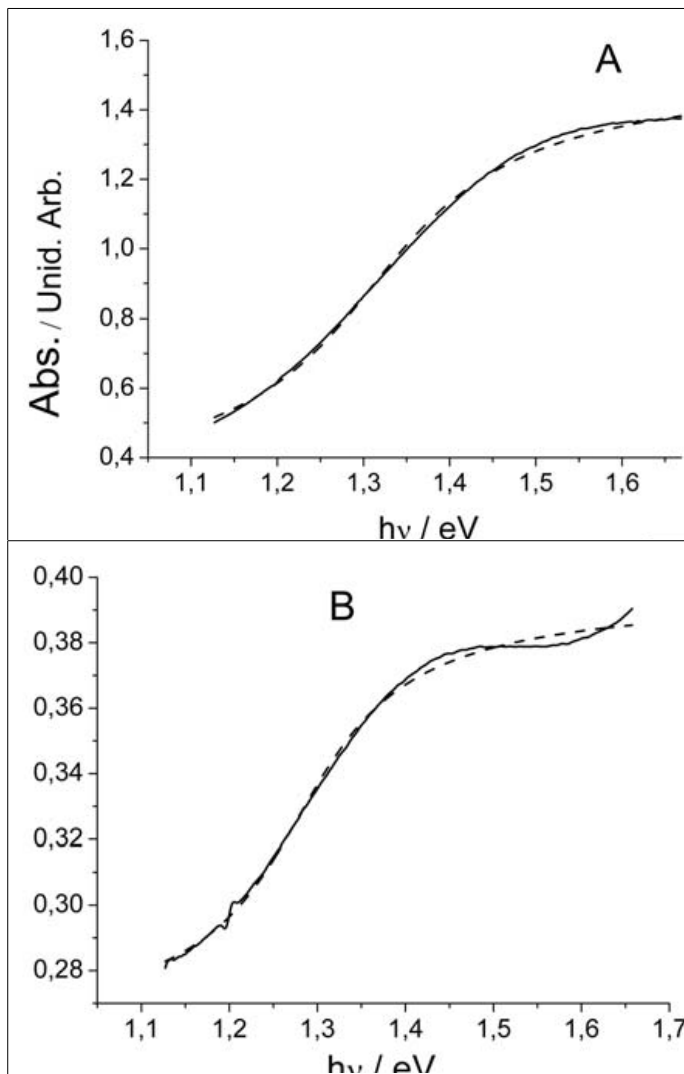 1,6
A
1,4
1,2
1,0
0,8
0,6
0,4
Abs. / Unid. Arb.
1,1 1,2 1,3 1,4 1,5 1,6
hν / eV
0,40
B
0,38
0,36
0,34
0,32
0,30
0,28
1,1 1,2 1,3 1,4 1,5 1,6 1,7
hν / eV